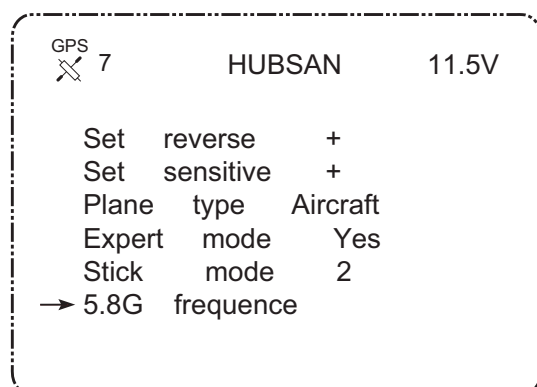 GPS 7 HUBSAN 11.5V
Set reverse +
Set sensitive +
Plane type Aircraft
Expert mode Yes
Stick mode 2
→ 5.8G frequence